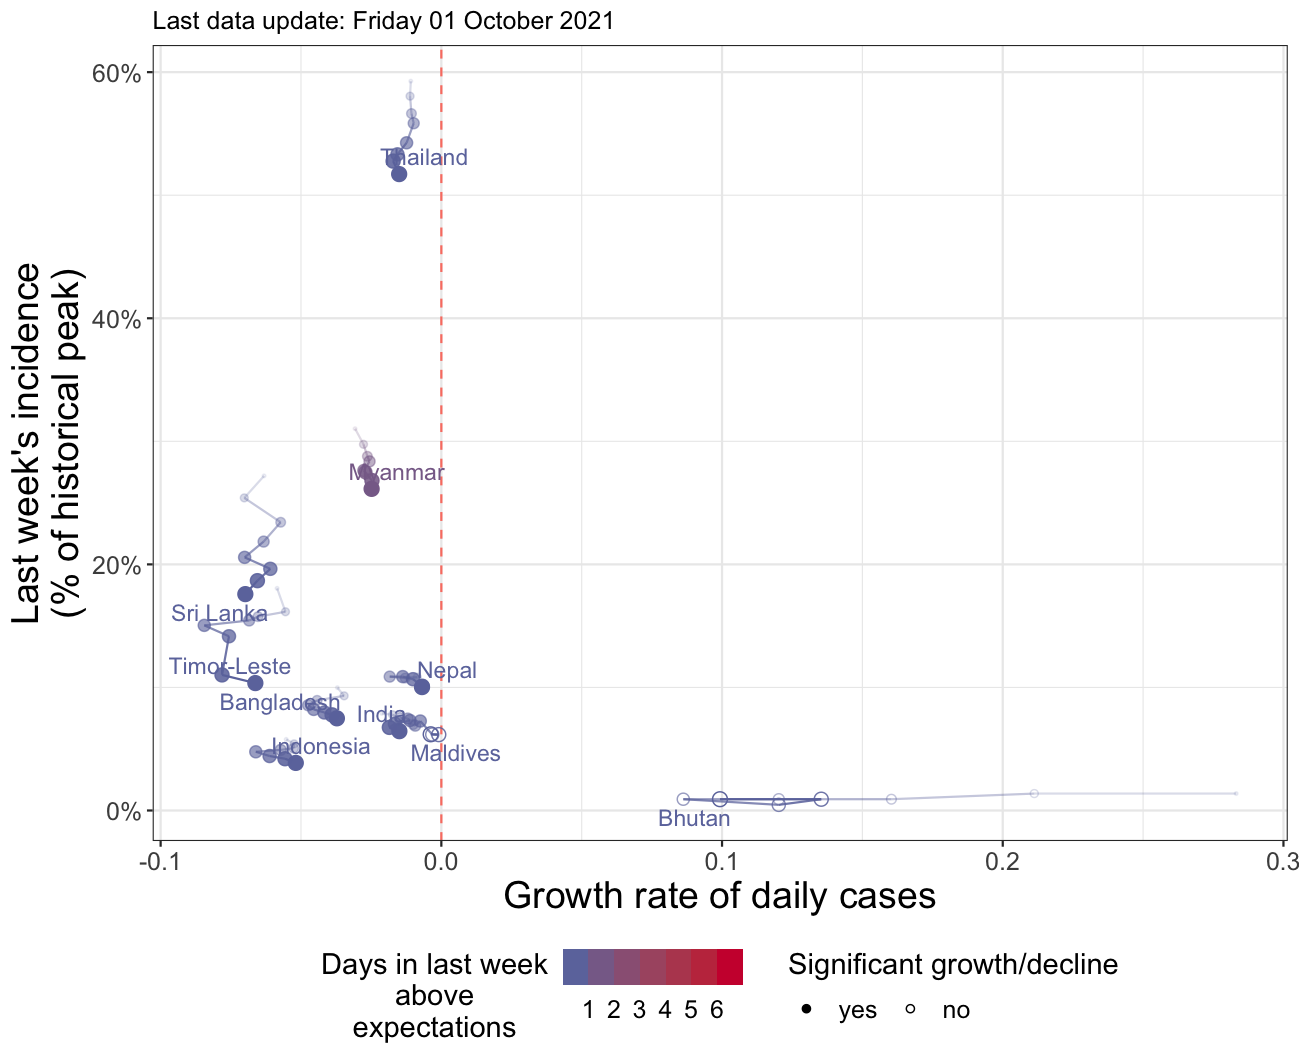 Last data update: Friday 01 October 2021
Last week's incidence
(% of historical peak)
60%
40%
20%
0%
Thailand
Myanmar
Sri Lanka
Timor-Leste
Nepal
Bangladesh
India
Indonesia
Maldives
Bhutan
-0.1
0.0
0.1
0.2
0.3
Growth rate of daily cases
Days in last week
above
expectations
1 2 3 4 5 6
Significant growth/decline
yes no